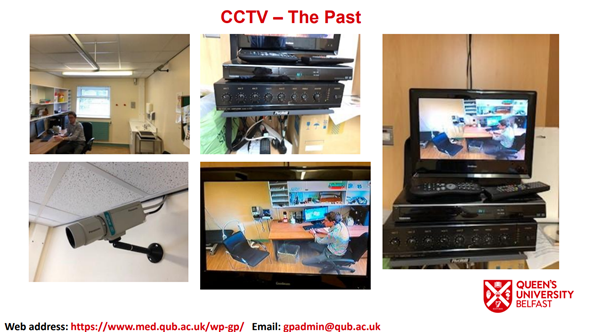 CCTV – The Past
QUEEN'S
UNIVERSITY
BELFAST
Web address: https://www.med.qub.ac.uk/wp-gp/ Email: gpadmin@qub.ac.uk